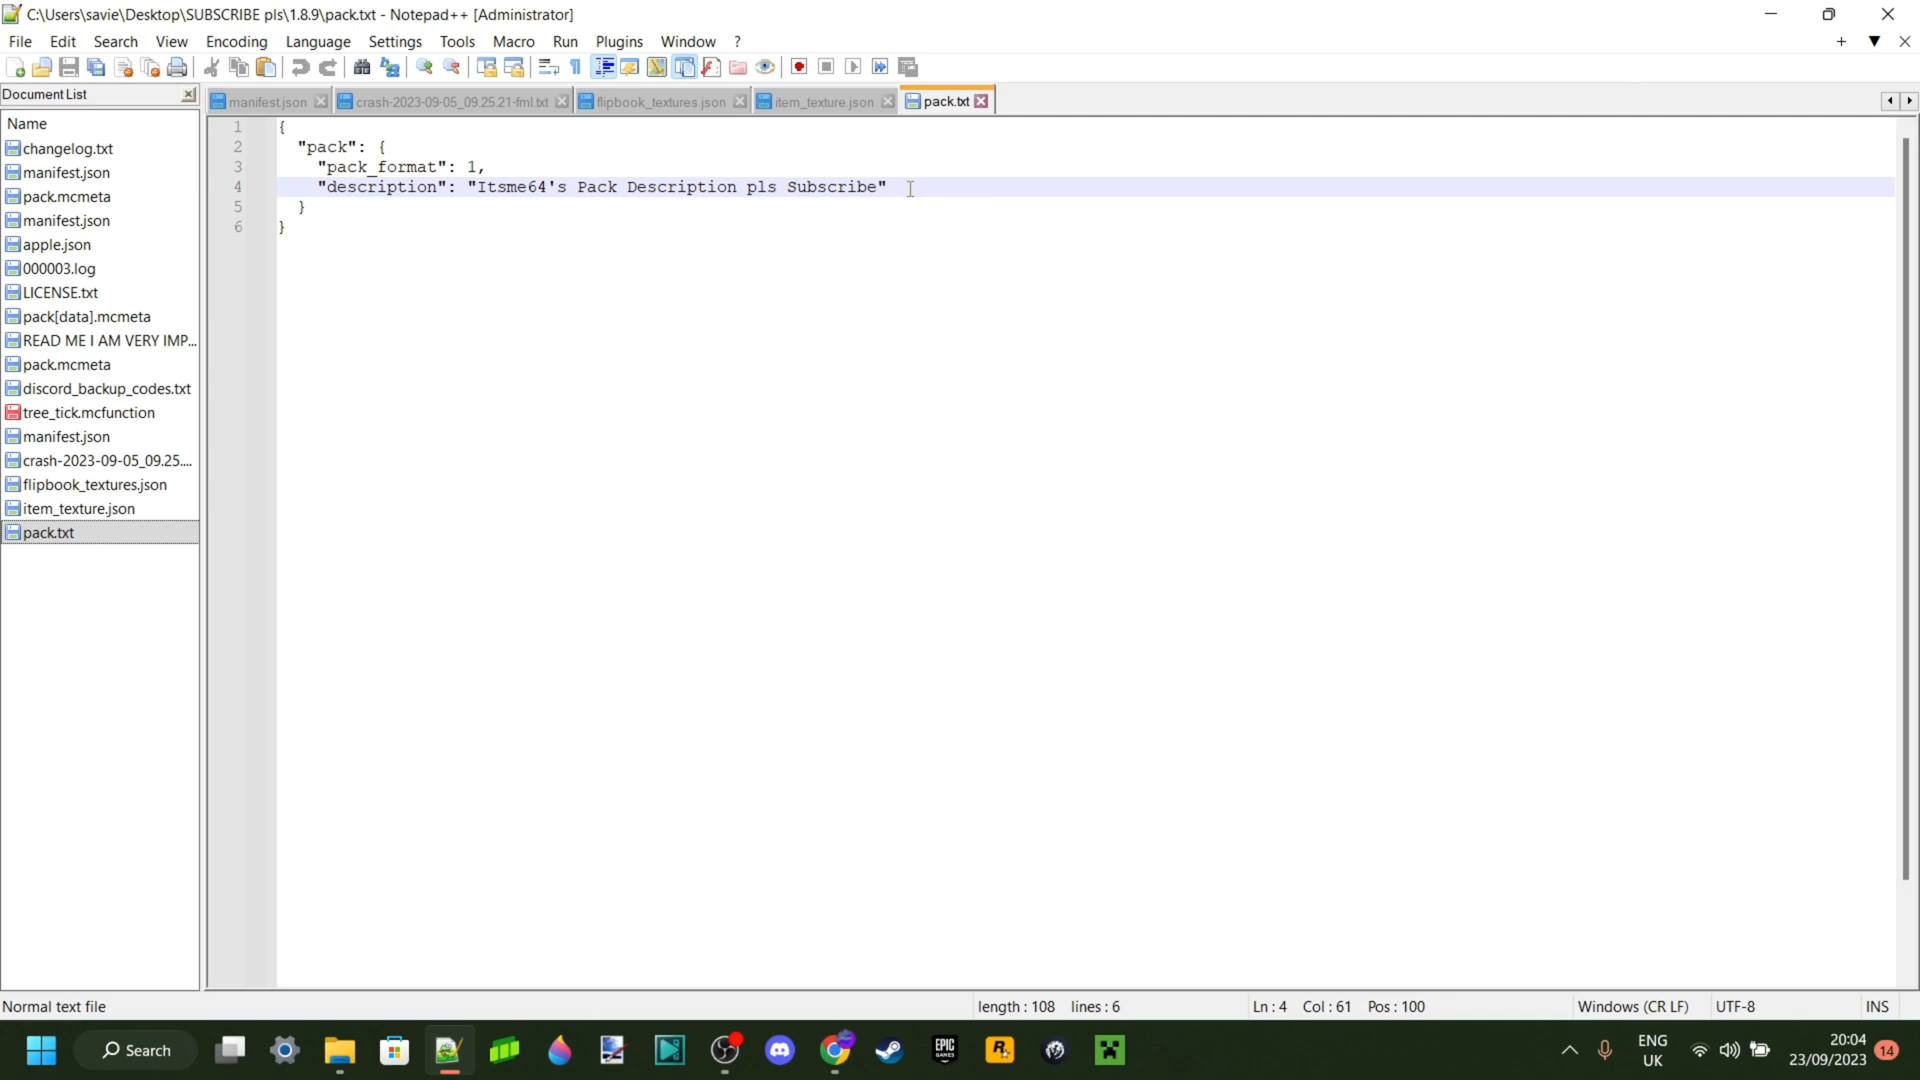 C:\Users\savie\Desktop\SUBSCRIBE pls\1.8.9\pack.txt - Notepad++ [Administrator]
File Edit Search View Encoding Language Settings Tools Macro Run Plugins Window ?
Document List
manifest.json
crash-2023-09-05_09.25.21-fml.txt
flipbook_textures.json
item_texture.json
pack.txt
Name
changelog.txt
manifest.json
pack.mcmeta
manifest.json
apple.json
000003.log
LICENSE.txt
pack[data].mcmeta
READ ME I AM VERY IMP...
pack.mcmeta
discord_backup_codes.txt
tree_tick.mcfunction
manifest.json
crash-2023-09-05_09.25....
flipbook_textures.json
item_texture.json
pack.txt
1 {
2 "pack": {
3 "pack_format": 1,
4 "description": "Itsme64's Pack Description pls Subscribe"
5 }
6 }
Normal text file
length : 108 lines : 6
Ln : 4 Col : 61 Pos : 100
Windows (CR LF)
UTF-8
INS
Search
EPIC GAMES
R
ENG
UK
20:04
23/09/2023
14